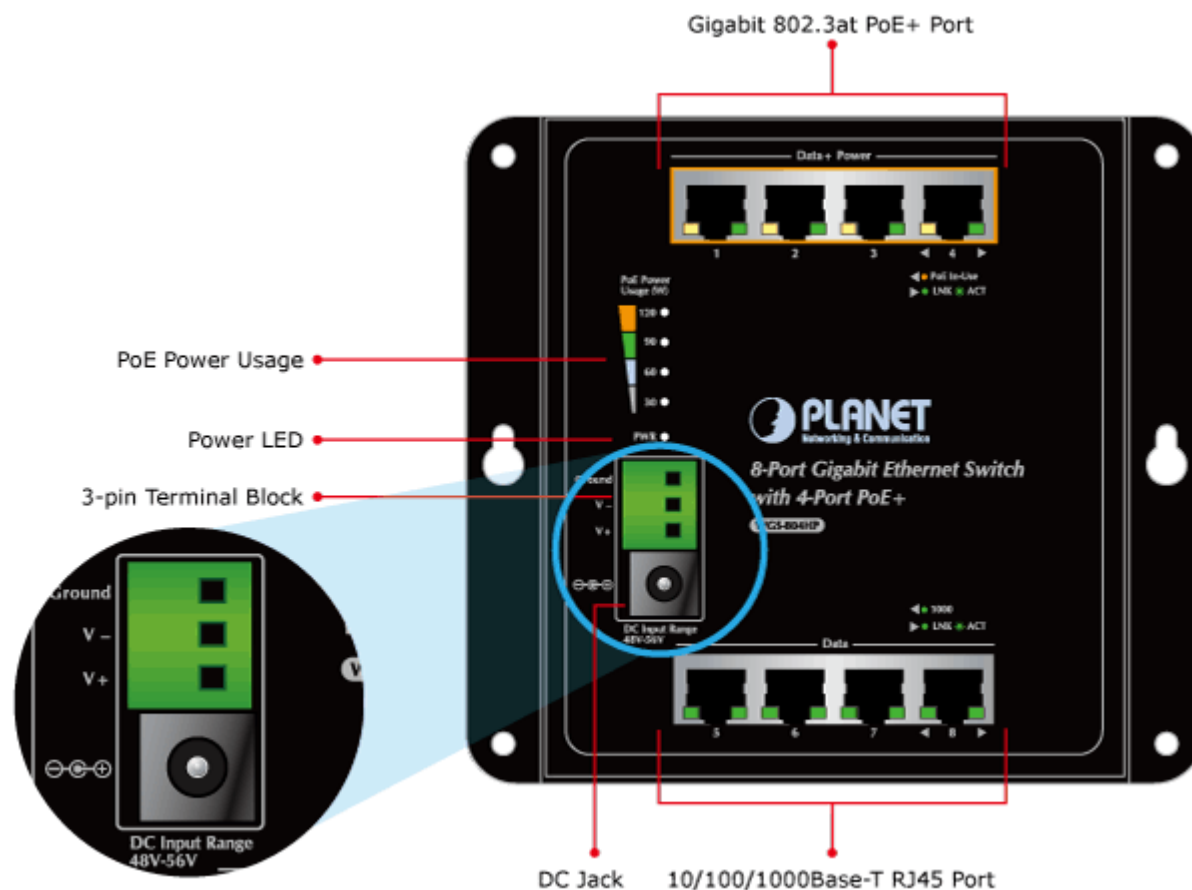 Gigabit 802.3at PoE+ Port
Data+ Power
1 2 3 4
PoE In-Use
LNK ACT
PoE Power
Usage (W)
120
90
60
30
PWR
PoE Power Usage
Power LED
3-pin Terminal Block
PLANET
Networking & Communication
8-Port Gigabit Ethernet Switch
with 4-Port PoE+
WGS-804HP
Ground
V -
V +
DC Input Range
48V-56V
Ground
V -
V +
DC Input Range
48V-56V
1000
LNK ACT
Data
5 6 7 8
DC Jack
10/100/1000Base-T RJ45 Port